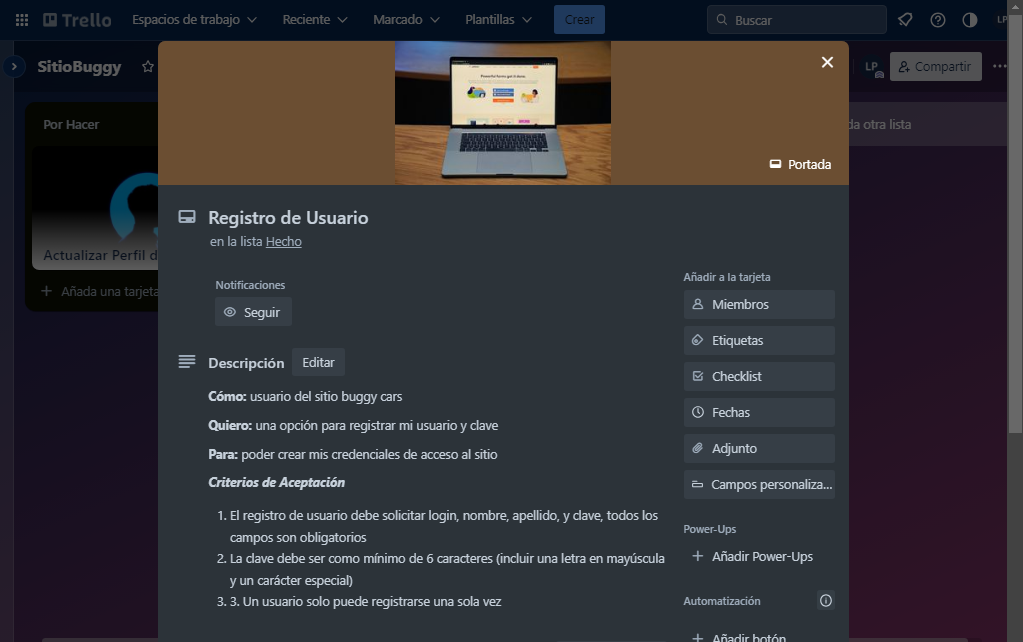 Trello Espacios de trabajo Reciente Marcado Plantillas Crear Buscar LP
SitioBuggy LP Compartir
Por Hacer da otra lista
Portada
Registro de Usuario
en la lista Hecho
Actualizar Perfil d
Añada una tarjeta
Notificaciones
Seguir
Descripción Editar
Cómo: usuario del sitio buggy cars
Quiero: una opción para registrar mi usuario y clave
Para: poder crear mis credenciales de acceso al sitio
Criterios de Aceptación
1. El registro de usuario debe solicitar login, nombre, apellido, y clave, todos los
campos son obligatorios
2. La clave debe ser como mínimo de 6 caracteres (incluir una letra en mayúscula
y un carácter especial)
3. 3. Un usuario solo puede registrarse una sola vez
Añadir a la tarjeta
Miembros
Etiquetas
Checklist
Fechas
Adjunto
Campos personaliza...
Power-Ups
Añadir Power-Ups
Automatización
Añadir botón